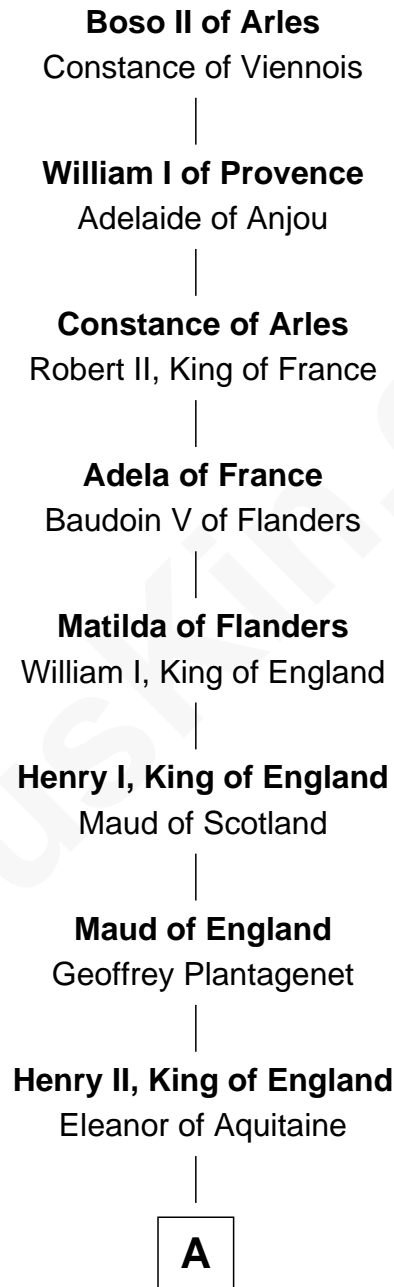 Boso II of Arles
Constance of Viennois
William I of Provence
Adelaide of Anjou
Constance of Arles
Robert II, King of France
Adela of France
Baudoin V of Flanders
Matilda of Flanders
William I, King of England
Henry I, King of England
Maud of Scotland
Maud of England
Geoffrey Plantagenet
Henry II, King of England
Eleanor of Aquitaine
A